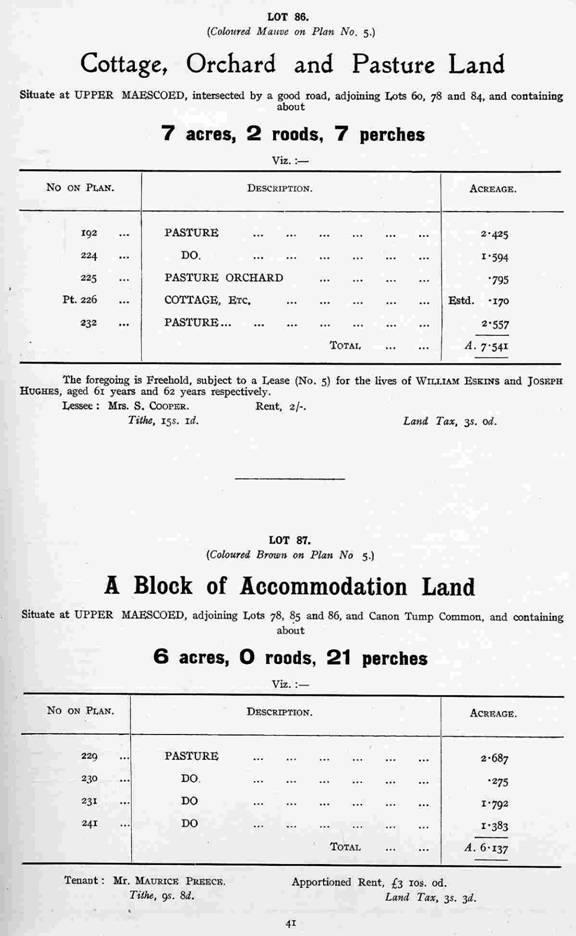 LOT 86.
(Coloured Mauve on Plan No. 5.)
Cottage, Orchard and Pasture Land
Situate at UPPER MAESCOED, intersected by a good road, adjoining Lots 60, 78 and 84, and containing
about
7 acres, 2 roods, 7 perches
Viz. :—
No on Plan. Description. Acreage.
192 ... PASTURE ... ... ... ... ... ... 2·425
224 ... DO. ... ... ... ... ... ... 1·594
225 ... PASTURE ORCHARD ... ... ... ... ·795
Pt. 226 ... COTTAGE, Etc. ... ... ... ... ... Estd. ·170
232 ... PASTURE... ... ... ... ... ... ... 2·557
Total ... ... A. 7·541
The foregoing is Freehold, subject to a Lease (No. 5) for the lives of William Eskins and Joseph
Hughes, aged 61 years and 62 years respectively.
Lessee : Mrs. S. Cooper. Rent, 2/-.
Tithe, 15s. 1d. Land Tax, 3s. 0d.
LOT 87.
(Coloured Brown on Plan No 5.)
A Block of Accommodation Land
Situate at UPPER MAESCOED, adjoining Lots 78, 85 and 86, and Canon Tump Common, and containing
about
6 acres, 0 roods, 21 perches
Viz. :—
No on Plan. Description. Acreage.
229 ... PASTURE ... ... ... ... ... ... 2·687
230 ... DO. ... ... ... ... ... ... ·275
231 ... DO ... ... ... ... ... ... 1·792
241 ... DO ... ... ... ... ... ... 1·383
Total ... ... A. 6·137
Tenant : Mr. Maurice Preece. Apportioned Rent, £3 10s. 0d.
Tithe, 9s. 8d. Land Tax, 3s. 3d.
41